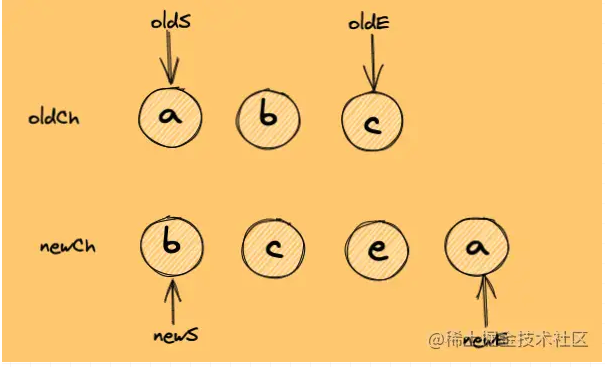 oldS oldE
oldCh a b c
newCh b c e a
newS newE
@稀土掘金技术社区